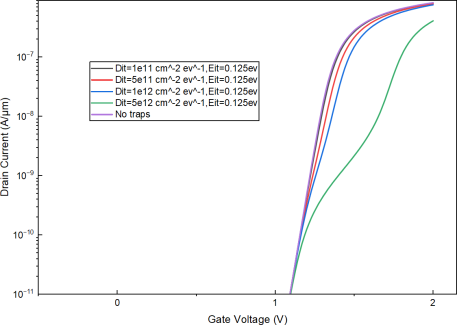 10⁻⁷
10⁻⁸
10⁻⁹
10⁻¹⁰
10⁻¹¹
Drain Current (A/μm)
Dit=1e11 cm^-2 ev^-1,Eit=0.125ev
Dit=5e11 cm^-2 ev^-1,Eit=0.125ev
Dit=1e12 cm^-2 ev^-1,Eit=0.125ev
Dit=5e12 cm^-2 ev^-1,Eit=0.125ev
No traps
0 1 2
Gate Voltage (V)